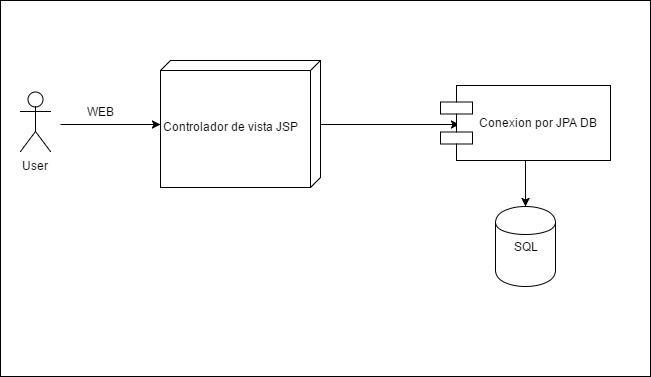 WEB
User
Controlador de vista JSP
Conexion por JPA DB
SQL